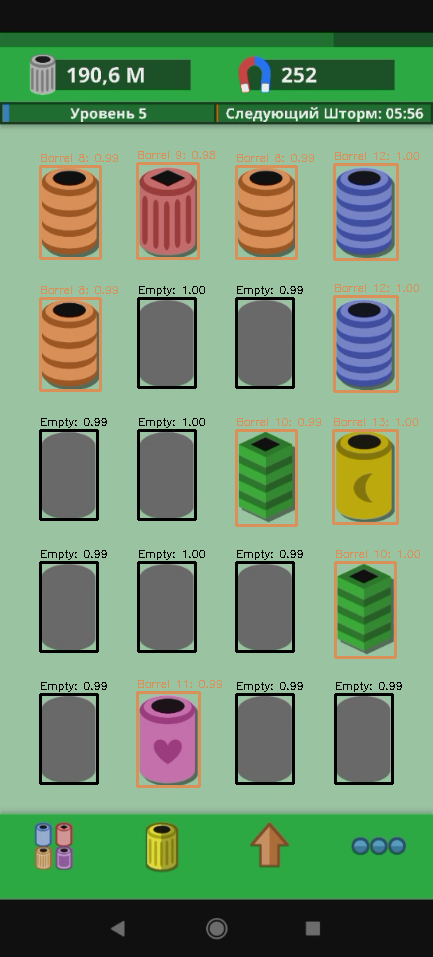 190,6 M
252
Уровень 5
Следующий Шторм: 05:56
Barrel 8: 0.99
Barrel 9: 0.98
Barrel 8: 0.99
Barrel 12: 1.00
Barrel 8: 0.99
Empty: 1.00
Empty: 0.99
Barrel 12: 1.00
Empty: 0.99
Empty: 1.00
Barrel 10: 0.99
Barrel 13: 1.00
Empty: 0.99
Empty: 1.00
Empty: 0.99
Barrel 10: 1.00
Empty: 0.99
Barrel 11: 0.99
Empty: 0.99
Empty: 0.99